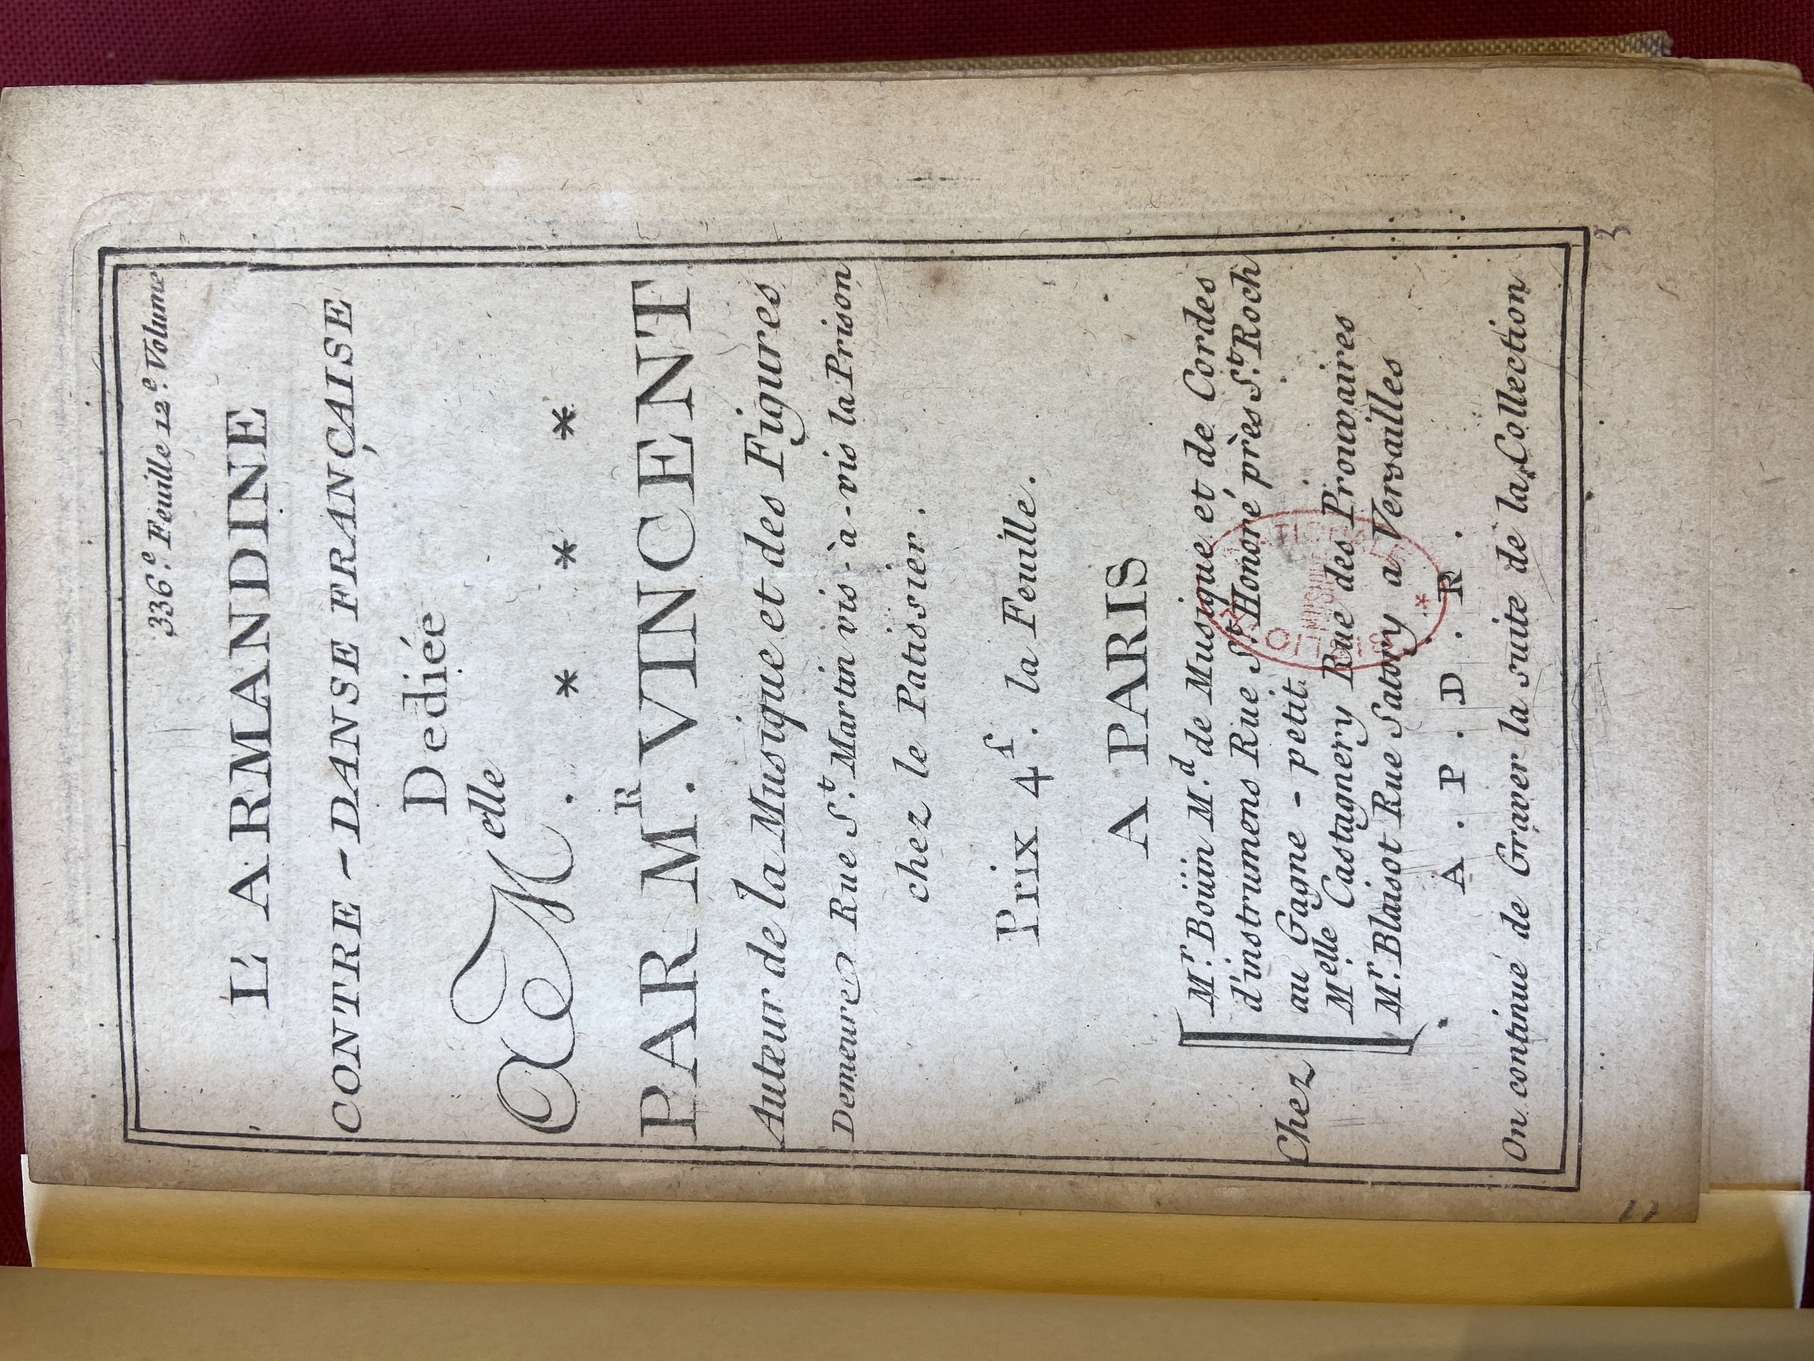 336.e Feuille 12.e Volume
L'ARMANDINE
CONTRE-DANSE FRANÇAISE
Dediée
a Melle. * * *
PAR MR. VINCENT
Auteur de la Musique et des Figures
Demeure Rue St. Martin vis-à-vis la Prison
chez le Patissier.
Prix 4f. la Feuille.
A PARIS
Chez
Mr. Boüin M.d de Musique et de Cordes
d'instrumens Rue St. Honoré près St. Roch
au Gagne-petit.
Melle Castagnery Rue des Prouvaires
Mr. Blaisot Rue Satory a Versailles
A . P . D . R .
On continue de Graver la suite de la Collection
3